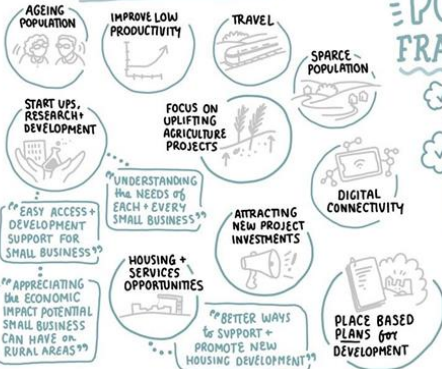 AGEING
POPULATION
IMPROVE LOW
PRODUCTIVITY
TRAVEL
SPARCE
POPULATION
START UPS,
RESEARCH+
DEVELOPMENT
FOCUS ON
UPLIFTING
AGRICULTURE
PROJECTS
DIGITAL
CONNECTIVITY
"UNDERSTANDING
the NEEDS OF
EACH + EVERY
SMALL BUSINESS"
"EASY ACCESS +
DEVELOPMENT
SUPPORT FOR
SMALL BUSINESS"
ATTRACTING
NEW PROJECT
INVESTMENTS
HOUSING +
SERVICES
OPPORTUNITIES
"APPRECIATING
the ECONOMIC
IMPACT POTENTIAL
SMALL BUSINESS
CAN HAVE on
RURAL AREAS"
"BETTER WAYS
to SUPPORT +
PROMOTE NEW
HOUSING DEVELOPMENT"
PLACE BASED
PLANS for
DEVELOPMENT